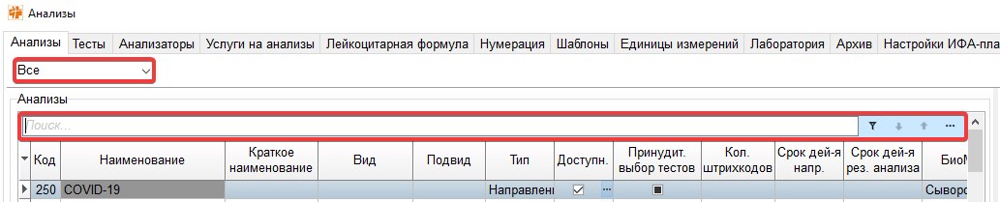 Анализы
Анализы Тесты Анализаторы Услуги на анализы Лейкоцитарная формула Нумерация Шаблоны Единицы измерений Лаборатория Архив Настройки ИФА-пла
Все
Анализы
Поиск...
Код Наименование Краткое наименование Вид Подвид Тип Доступн. Принудит. выбор тестов Кол. штрихкодов Срок дей-я напр. Срок дей-я рез. анализа БиоМ
250 COVID-19 Направлен ... Сыворо